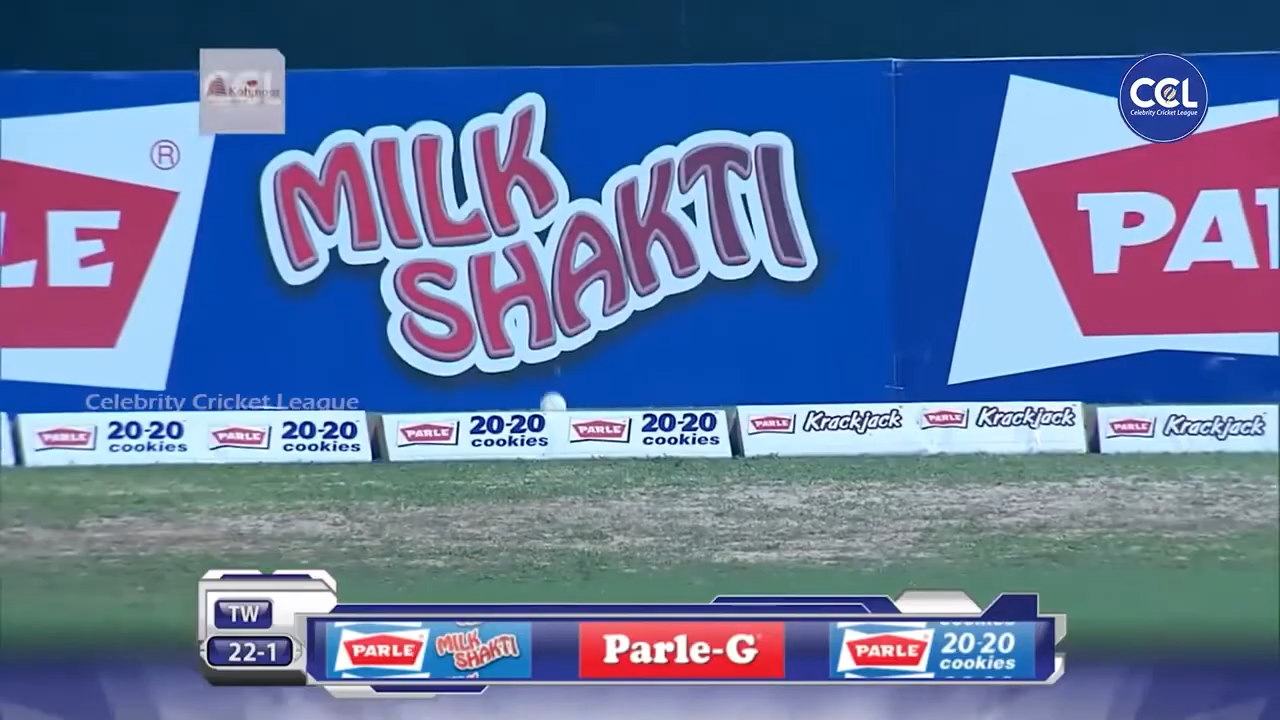 CCL
Celebrity Cricket League
®
LE
MILK
SHAKTI
PA
Celebrity Cricket League
PARLE 20-20 cookies PARLE 20-20 cookies
PARLE 20-20 cookies PARLE 20-20 cookies
PARLE Krackjack PARLE Krackjack
PARLE Krackjack
TW
22-1
PARLE MILK SHAKTI
Parle-G
PARLE 20-20 cookies